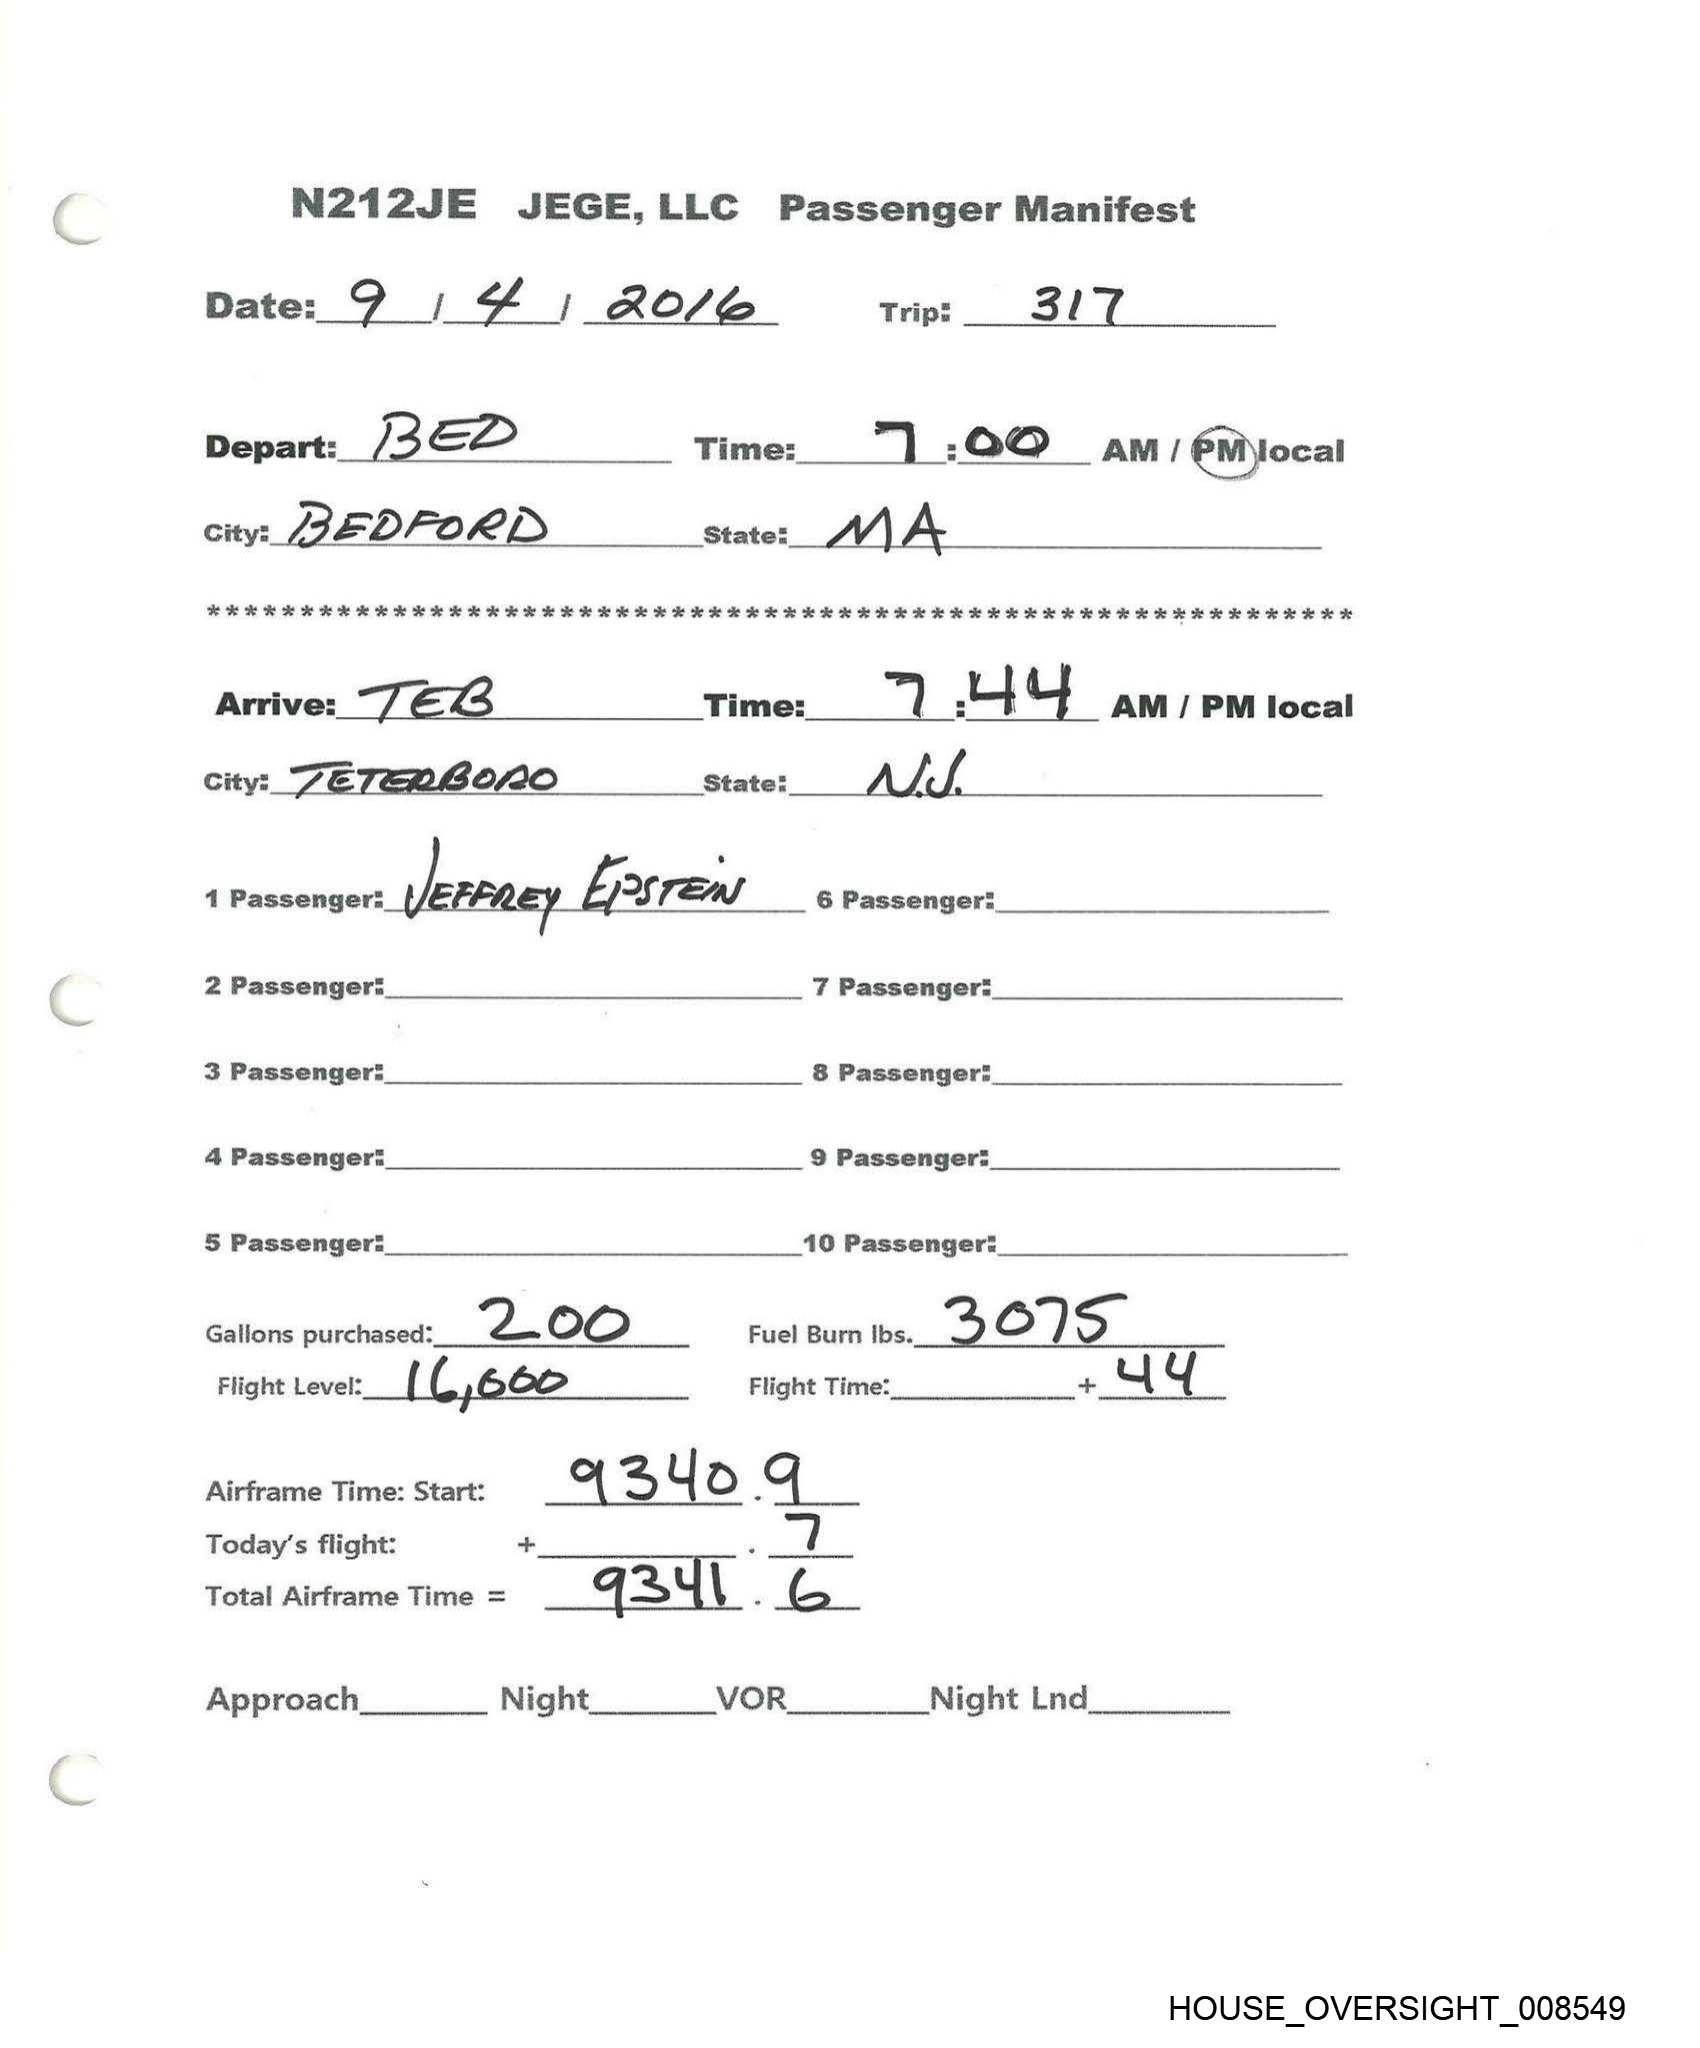 N212JE JEGE, LLC Passenger Manifest
Date: 9 / 4 / 2016 Trip: 317
Depart: BED Time: 7:00 AM / PM local
City: BEDFORD State: MA
**************************************************************
Arrive: TEB Time: 7:44 AM / PM local
City: TETERBORO State: N.J.
1 Passenger: JEFFREY EPSTEIN 6 Passenger:
2 Passenger: 7 Passenger:
3 Passenger: 8 Passenger:
4 Passenger: 9 Passenger:
5 Passenger: 10 Passenger:
Gallons purchased: 200 Fuel Burn lbs. 3075
Flight Level: 16,000 Flight Time: + 44
Airframe Time: Start: 9340.9
Today's flight: + . 7
Total Airframe Time = 9341.6
Approach Night VOR Night Lnd
HOUSE_OVERSIGHT_008549